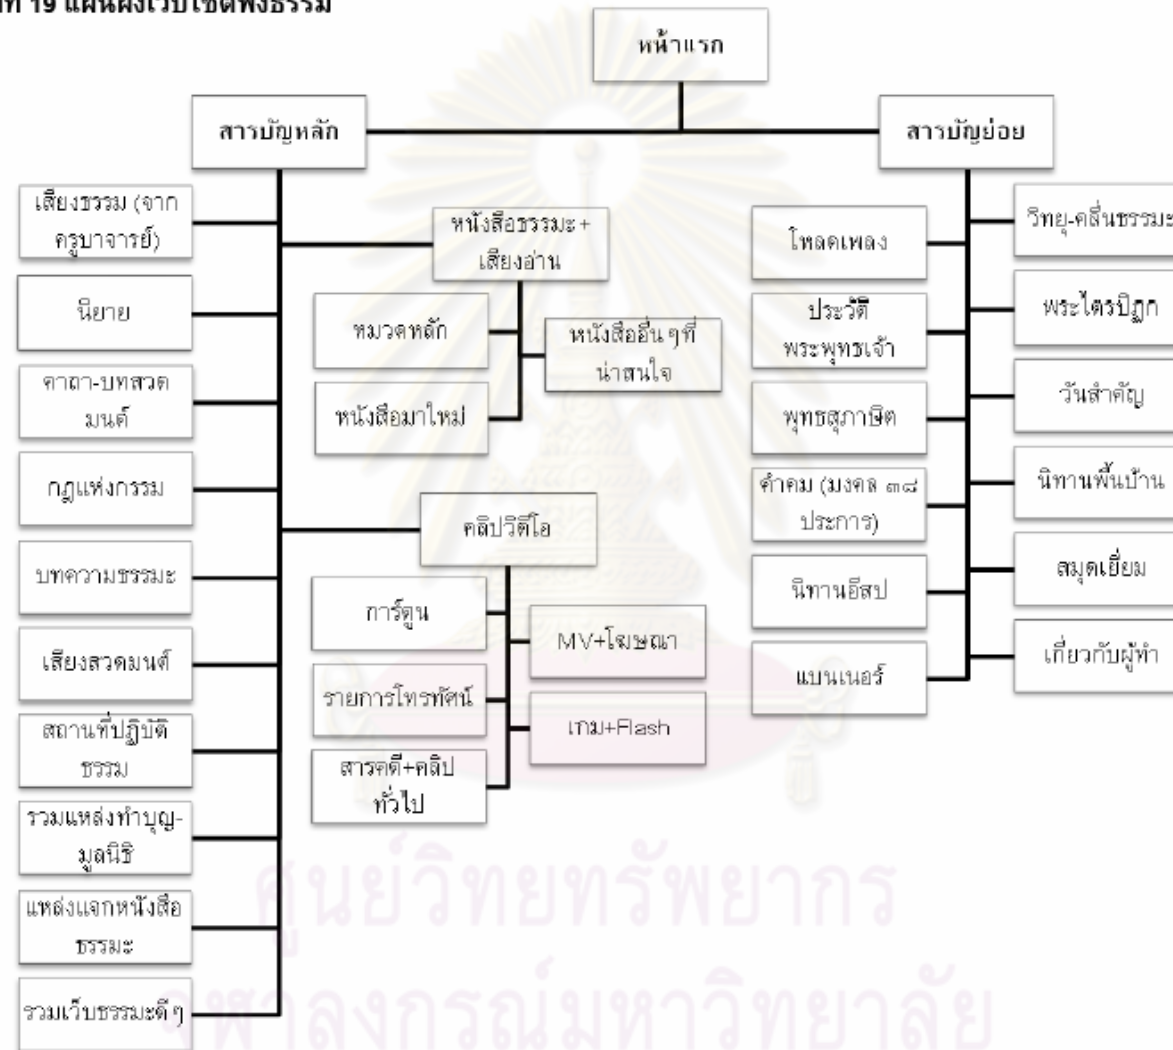 ที่ 19 แผนผังเว็บไซต์ฟังธรรม
หน้าแรก
สารบัญหลัก
สารบัญย่อย
เสียงธรรม (จาก
ครูบาจารย์)
นิยาย
คาถา-บทสวด
มนต์
กฎแห่งกรรม
บทความธรรมะ
เสียงสวดมนต์
สถานที่ปฏิบัติ
ธรรม
รวมแหล่งทำบุญ-
มูลนิธิ
แหล่งแจกหนังสือ
ธรรมะ
รวมเว็บธรรมะดีๆ
หนังสือธรรมะ+
เสียงอ่าน
หมวดหลัก
หนังสืออื่นๆที่
น่าสนใจ
หนังสือมาใหม่
คลิปวิดีโอ
การ์ตูน
MV+โฆษณา
รายการโทรทัศน์
เกม+Flash
สารคดี+คลิป
ทั่วไป
โหลดเพลง
ประวัติ
พระพุทธเจ้า
พุทธสุภาษิต
คำคม (มงคล ๓๘
ประการ)
นิทานอีสป
แบนเนอร์
วิทยุ-คลื่นธรรมะ
พระไตรปิฎก
วันสำคัญ
นิทานพื้นบ้าน
สมุดเยี่ยม
เกี่ยวกับผู้ทำ
ศูนย์วิทยทรัพยากร
จุฬาลงกรณ์มหาวิทยาลัย